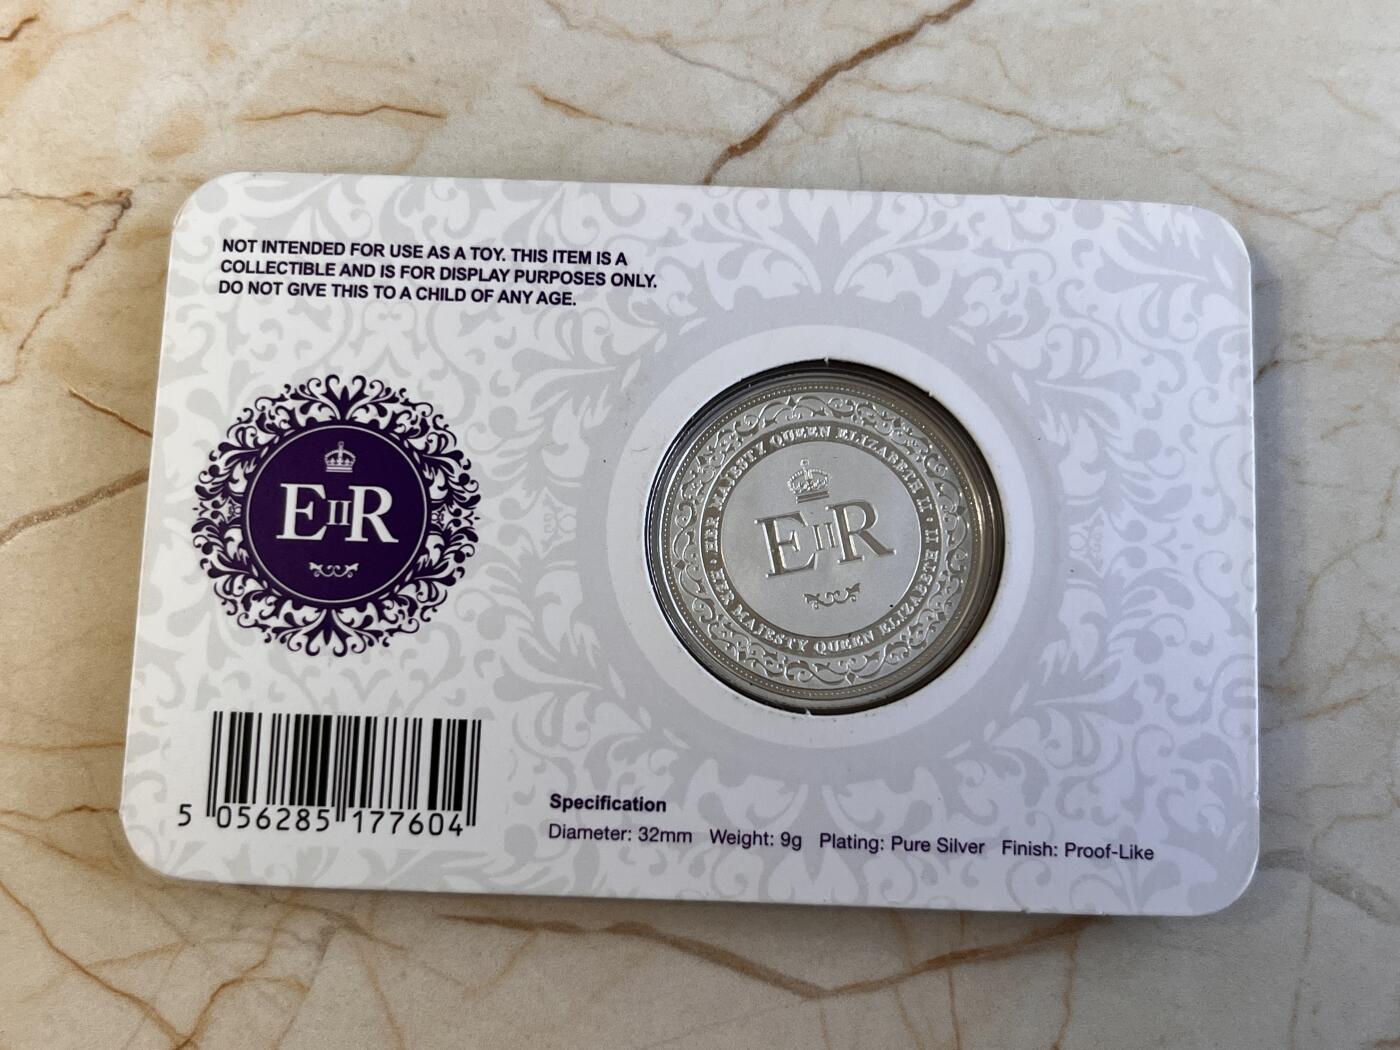 NOT INTENDED FOR USE AS A TOY. THIS ITEM IS A
COLLECTIBLE AND IS FOR DISPLAY PURPOSES ONLY.
DO NOT GIVE THIS TO A CHILD OF ANY AGE.
EIIR
HER MAJESTY QUEEN ELIZABETH II • HER MAJESTY QUEEN ELIZABETH II •
EIIR
5 056285 177604
Specification
Diameter: 32mm Weight: 9g Plating: Pure Silver Finish: Proof-Like